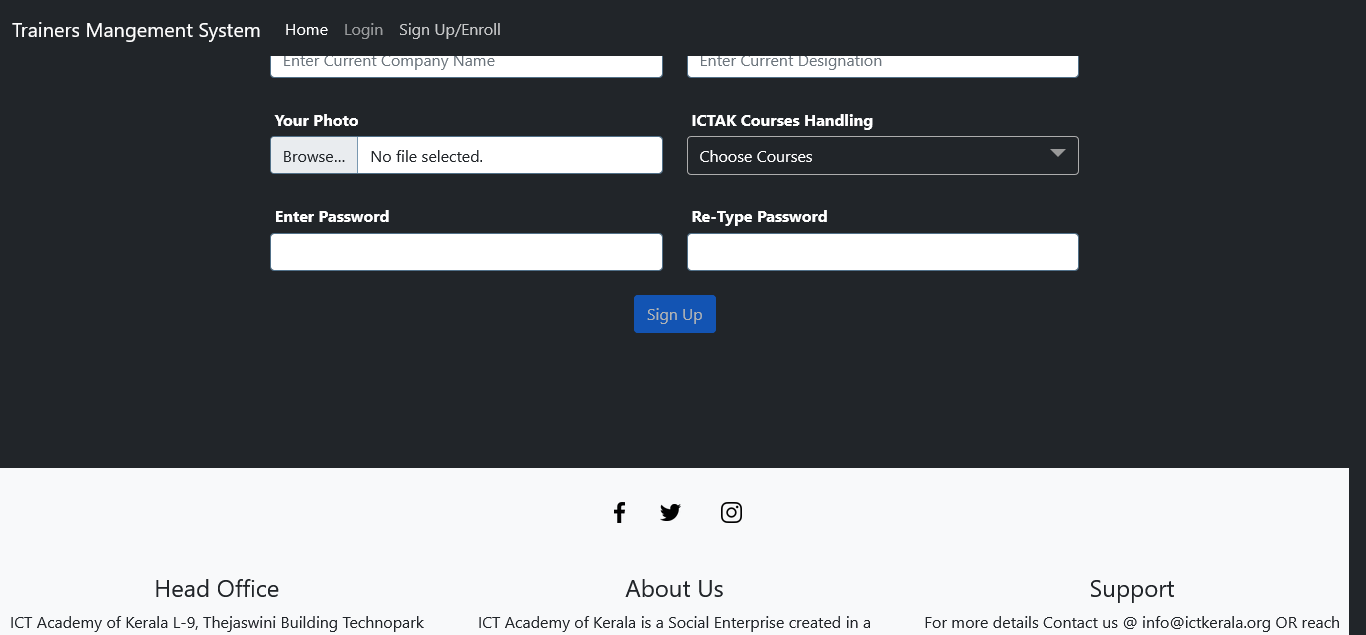 Trainers Mangement System Home Login Sign Up/Enroll
Enter Current Company Name Enter Current Designation
Your Photo ICTAK Courses Handling
Browse... No file selected. Choose Courses
Enter Password Re-Type Password
Sign Up
Head Office About Us Support
ICT Academy of Kerala L-9, Thejaswini Building Technopark ICT Academy of Kerala is a Social Enterprise created in a For more details Contact us @ info@ictkerala.org OR reach